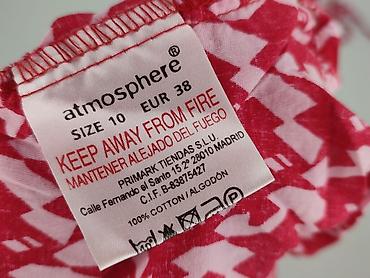 atmosphere®
SIZE 10 EUR 38
KEEP AWAY FROM FIRE
MANTENER ALEJADO DEL FUEGO
PRIMARK TIENDAS S.L.U.
Calle Fernando el Santo 15,2º 28010 MADRID
C.I.F. B-83875427
100% COTTON / ALGODÓN